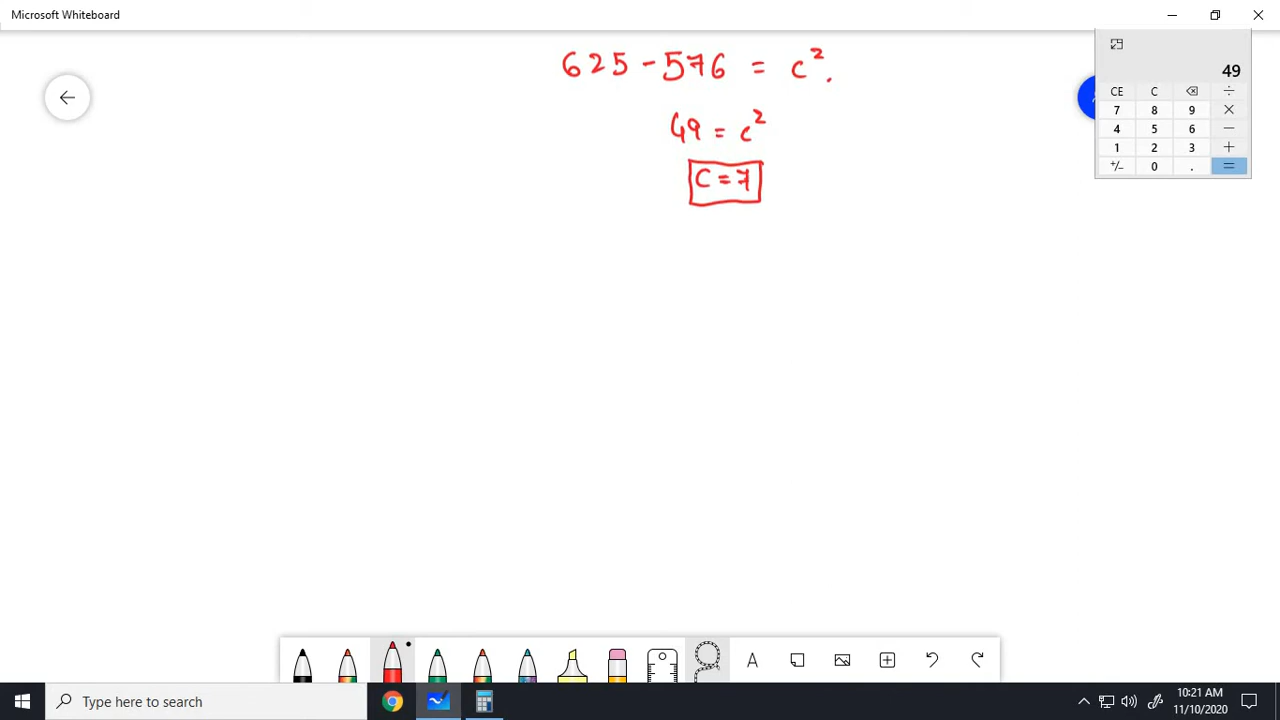 Microsoft Whiteboard
625 - 576 = c².
49 = c²
C = 7
49
CE C ⌫ ÷
7 8 9 ×
4 5 6 −
1 2 3 +
+/- 0 . =
A
Type here to search
10:21 AM
11/10/2020